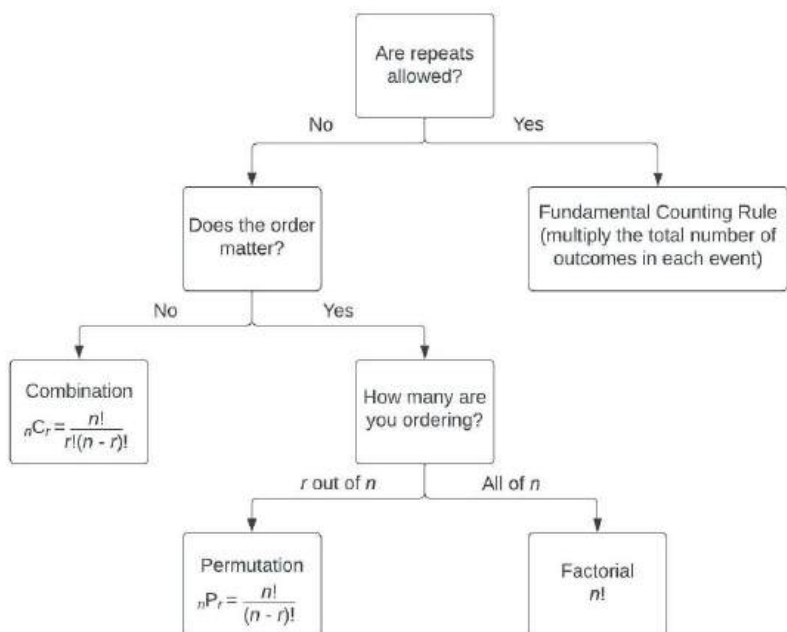 Are repeats
allowed?
No
Yes
Does the order
matter?
Fundamental Counting Rule
(multiply the total number of
outcomes in each event)
No
Yes
Combination
nCr = n!
r!(n - r)!
How many are
you ordering?
r out of n
All of n
Permutation
nPr = n!
(n - r)!
Factorial
n!